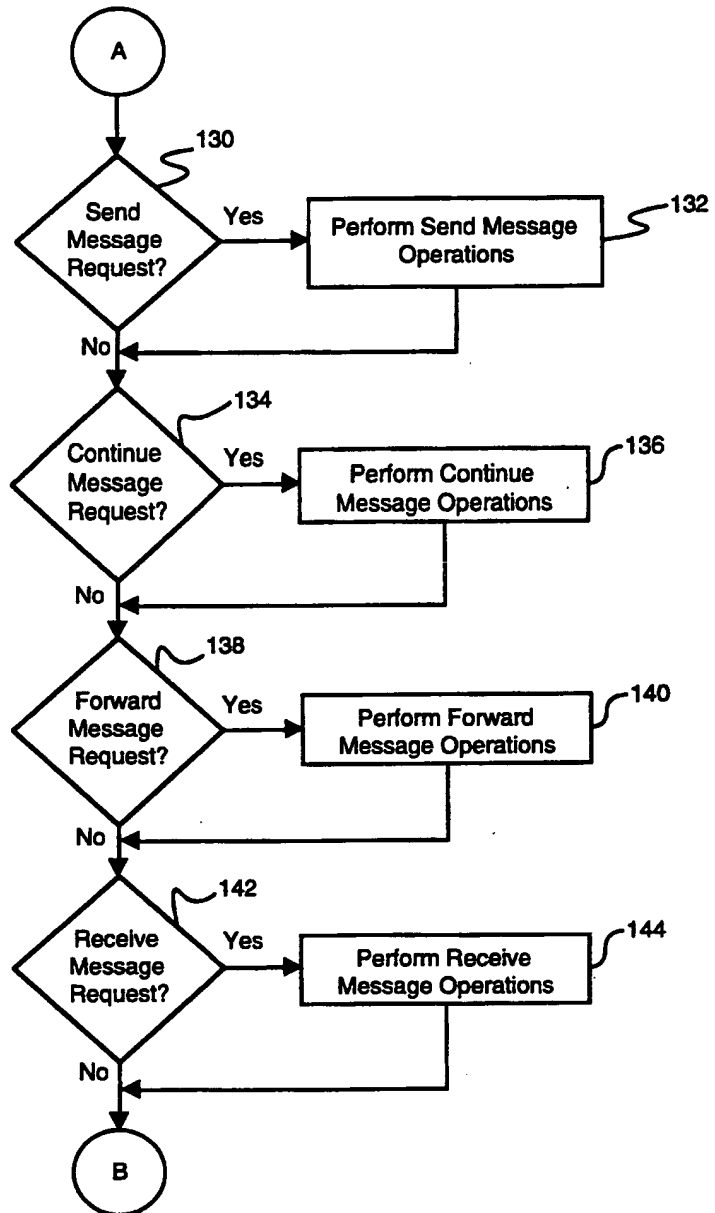 A
130
Send
Message
Request?
Yes
Perform Send Message
Operations
132
No
134
Continue
Message
Request?
Yes
Perform Continue
Message Operations
136
No
138
Forward
Message
Request?
Yes
Perform Forward
Message Operations
140
No
142
Receive
Message
Request?
Yes
Perform Receive
Message Operations
144
No
B